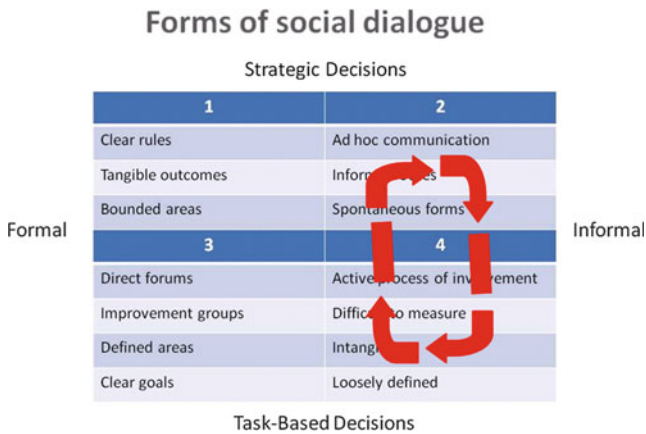 Forms of social dialogue
Strategic Decisions
1 2
Clear rules Ad hoc communication
Tangible outcomes
Bounded areas Spontaneous forms
Formal Informal
3 4
Direct forums Active process of
Improvement groups to measure
Defined areas
Clear goals Loosely defined
Task-Based Decisions